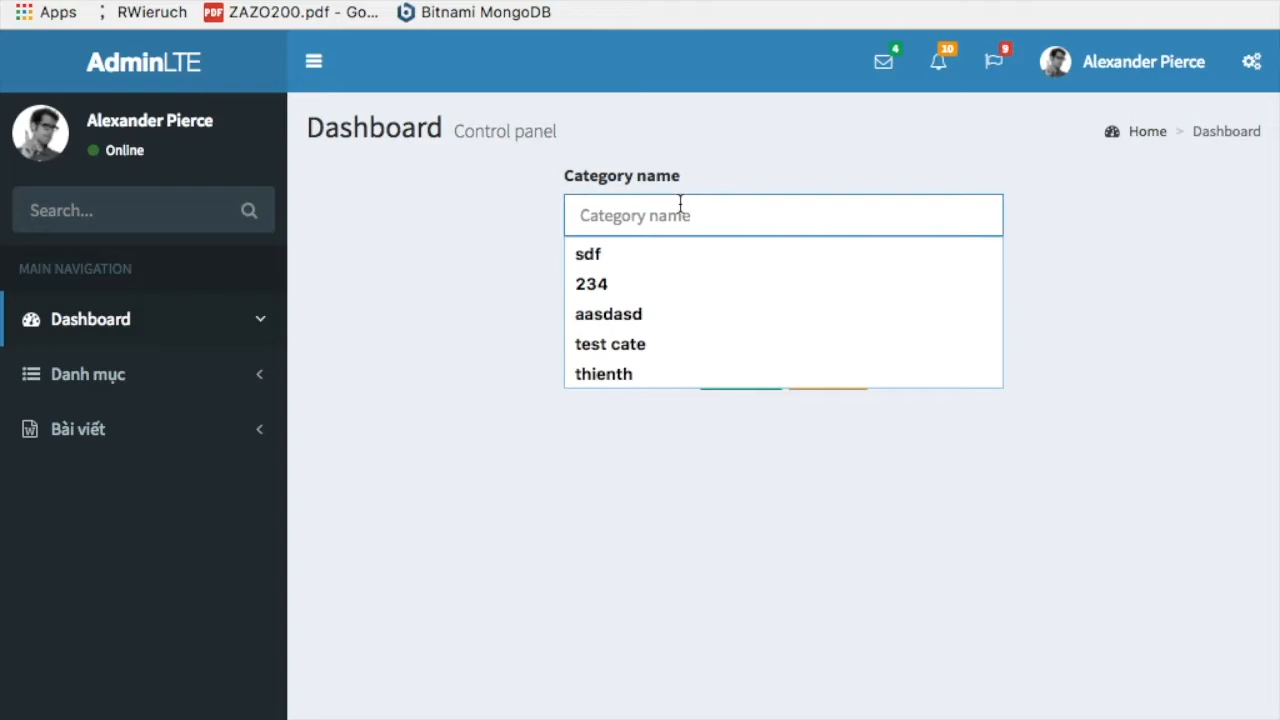 Apps
RWieruch
PDF ZAZO200.pdf - Go...
Bitnami MongoDB
AdminLTE
4
10
9
Alexander Pierce
Alexander Pierce
Online
Search...
MAIN NAVIGATION
Dashboard
Danh mục
Bài viết
Dashboard Control panel
Home > Dashboard
Category name
Category name
sdf
234
aasdasd
test cate
thienth